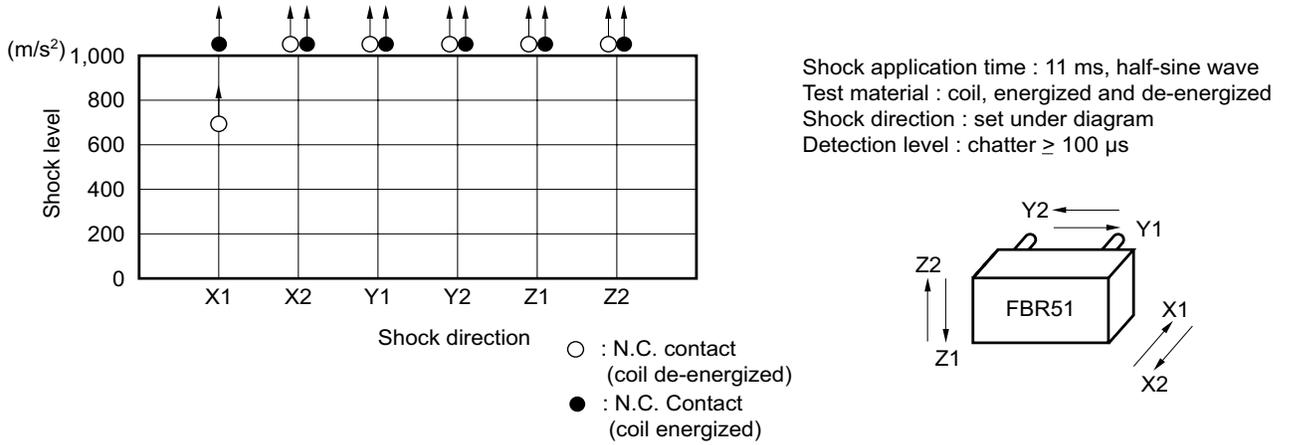 (m/s²)
1,000
800
600
400
200
0
Shock level
X1 X2 Y1 Y2 Z1 Z2
Shock direction
: N.C. contact
(coil de-energized)
: N.C. Contact
(coil energized)
Shock application time : 11 ms, half-sine wave
Test material : coil, energized and de-energized
Shock direction : set under diagram
Detection level : chatter ≥ 100 µs
Y2
Y1
Z2
FBR51
X1
Z1
X2